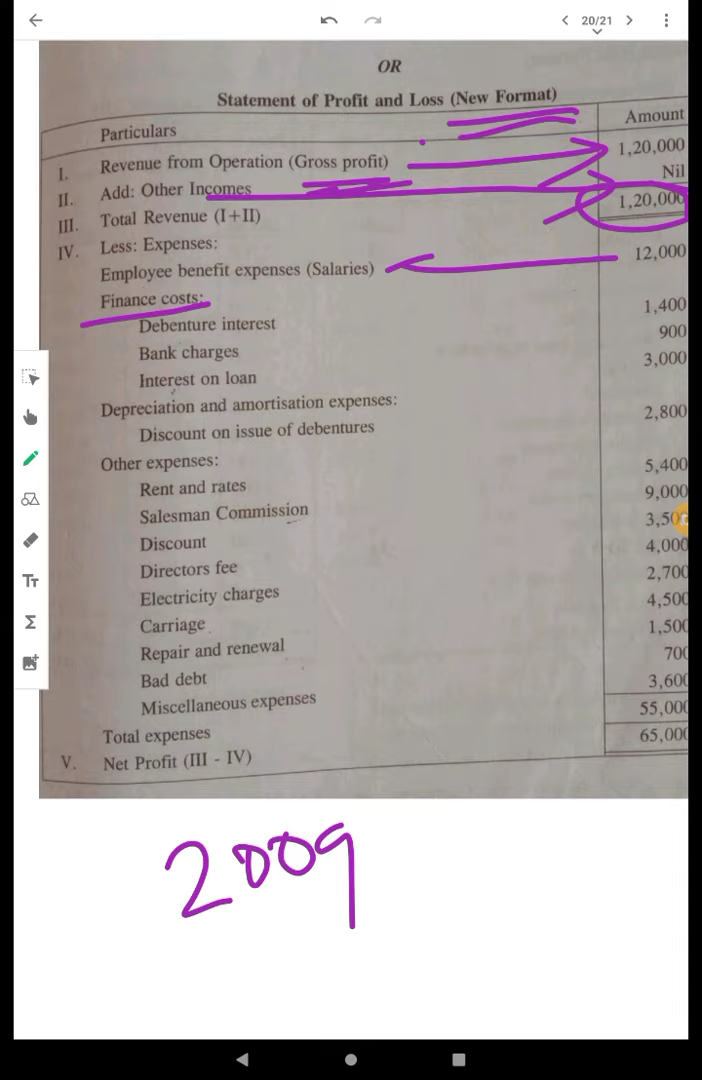 20/21
OR
Statement of Profit and Loss (New Format)
Particulars Amount
I. Revenue from Operation (Gross profit) 1,20,000
II. Add: Other Incomes Nil
III. Total Revenue (I+II) 1,20,000
IV. Less: Expenses:
Employee benefit expenses (Salaries) 12,000
Finance costs:
Debenture interest 1,400
Bank charges 900
Interest on loan 3,000
Depreciation and amortisation expenses:
Discount on issue of debentures 2,800
Other expenses:
Rent and rates 5,400
Salesman Commission 9,000
Discount 3,500
Directors fee 4,000
Electricity charges 2,700
Carriage 4,500
Repair and renewal 1,500
Bad debt 700
Miscellaneous expenses 3,600
Total expenses 55,000
V. Net Profit (III - IV) 65,000
2009